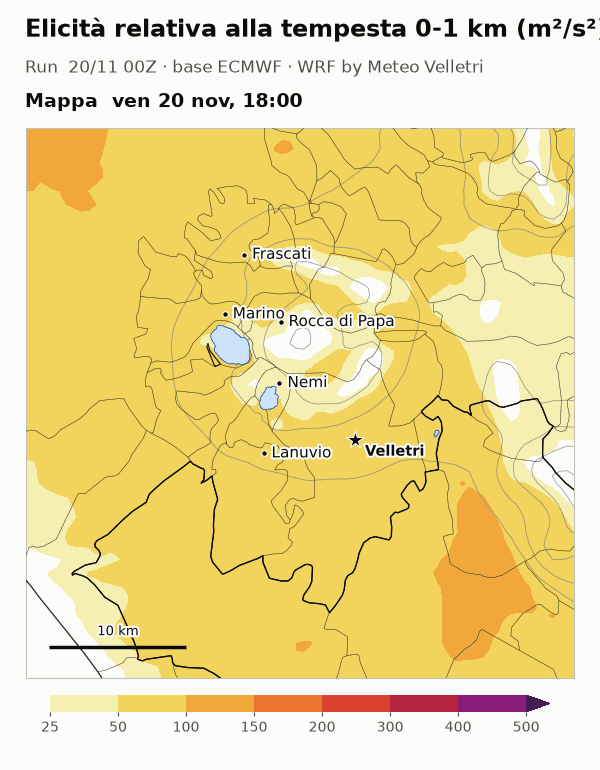 Elicità relativa alla tempesta 0-1 km (m²/s²)
Run 20/11 00Z · base ECMWF · WRF by Meteo Velletri
Mappa ven 20 nov, 18:00
Frascati
Marino
Rocca di Papa
Nemi
Velletri
Lanuvio
10 km
25 50 100 150 200 300 400 500